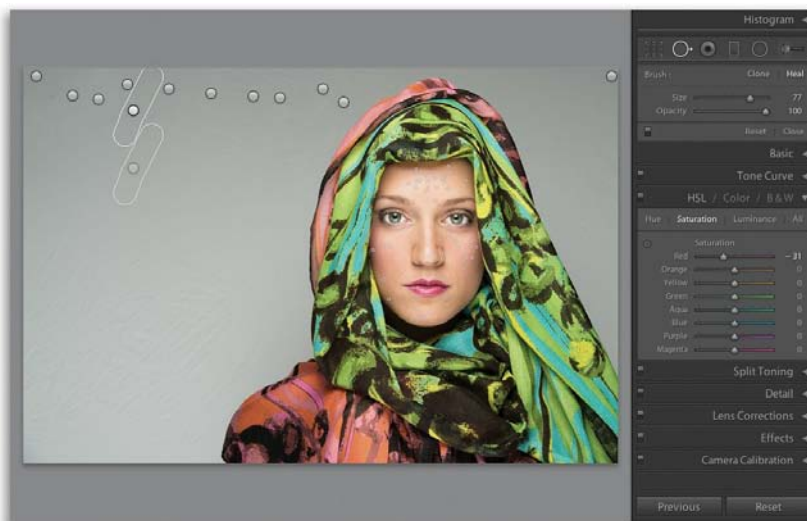 Histogram
Brush : Clone Heal
Size 77
Opacity 100
Reset Close
Basic
Tone Curve
HSL / Color / B & W
Hue Saturation Luminance All
Saturation
Red – 31
Orange 0
Yellow 0
Green 0
Aqua 0
Blue 0
Purple 0
Magenta 0
Split Toning
Detail
Lens Corrections
Effects
Camera Calibration
Previous Reset